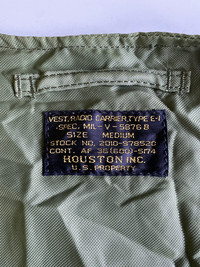 VEST, RADIO CARRIER, TYPE E-1
SPEC. MIL-V-5876B
SIZE MEDIUM
STOCK NO. 2010-978520
CONT. AF 36(600)-5174
HOUSTON INC.
U.S. PROPERTY